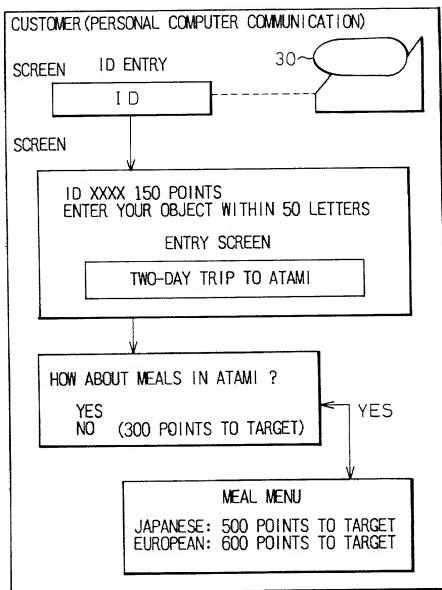 CUSTOMER (PERSONAL COMPUTER COMMUNICATION)
SCREEN ID ENTRY 30
ID
SCREEN
ID XXXX 150 POINTS
ENTER YOUR OBJECT WITHIN 50 LETTERS
ENTRY SCREEN
TWO-DAY TRIP TO ATAMI
HOW ABOUT MEALS IN ATAMI ?
YES
NO (300 POINTS TO TARGET)
YES
MEAL MENU
JAPANESE: 500 POINTS TO TARGET
EUROPEAN: 600 POINTS TO TARGET